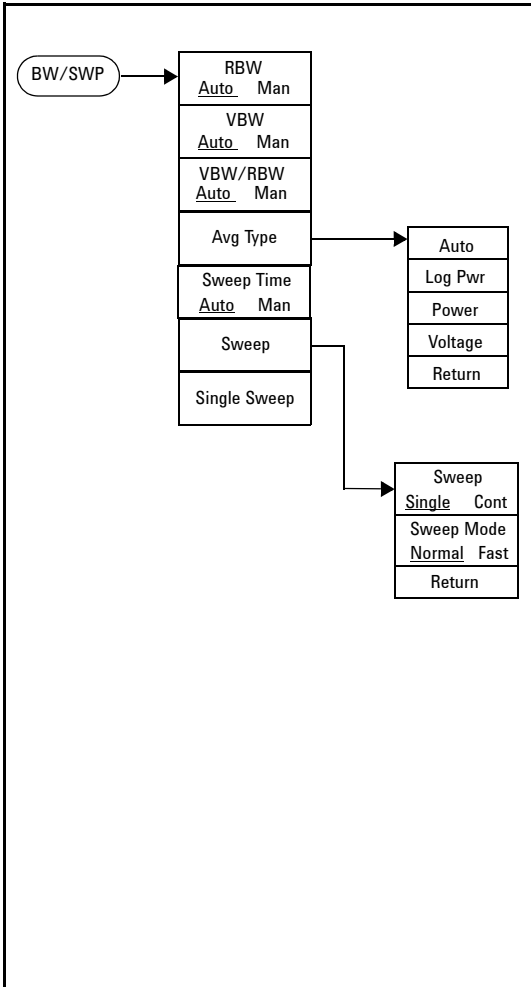 BW/SWP
RBW
Auto Man
VBW
Auto Man
VBW/RBW
Auto Man
Avg Type
Sweep Time
Auto Man
Sweep
Single Sweep
Auto
Log Pwr
Power
Voltage
Return
Sweep
Single Cont
Sweep Mode
Normal Fast
Return